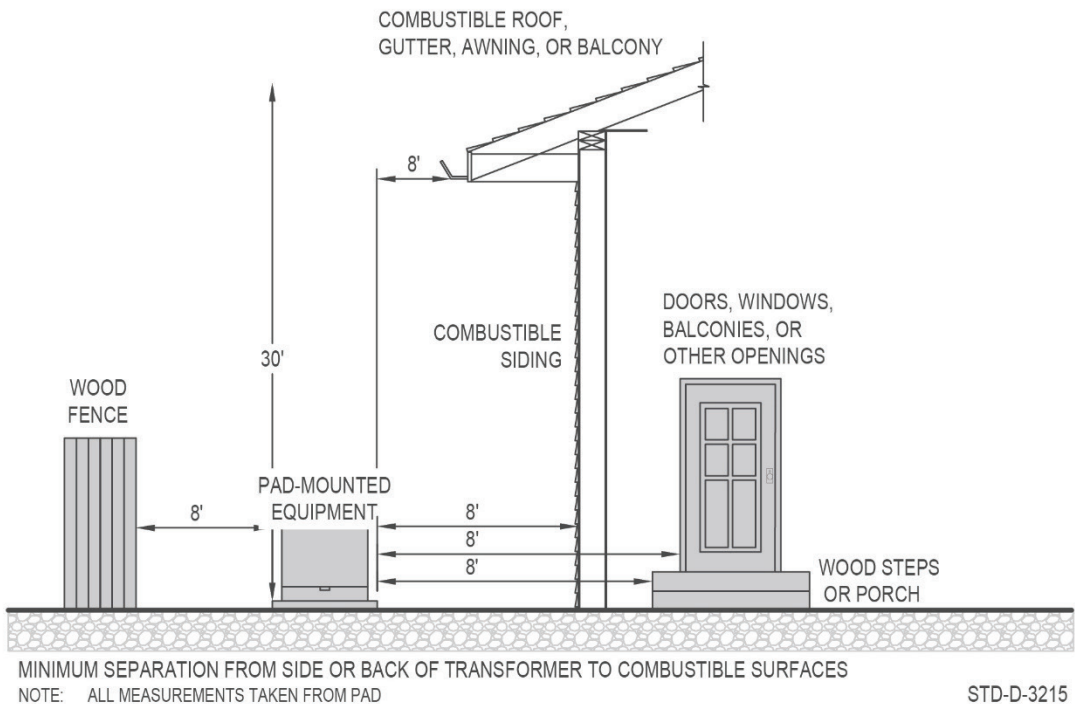 COMBUSTIBLE ROOF,
GUTTER, AWNING, OR BALCONY
8'
30'
COMBUSTIBLE
SIDING
DOORS, WINDOWS,
BALCONIES, OR
OTHER OPENINGS
WOOD
FENCE
PAD-MOUNTED
EQUIPMENT
8'
8'
8'
8'
WOOD STEPS
OR PORCH
MINIMUM SEPARATION FROM SIDE OR BACK OF TRANSFORMER TO COMBUSTIBLE SURFACES
NOTE: ALL MEASUREMENTS TAKEN FROM PAD
STD-D-3215